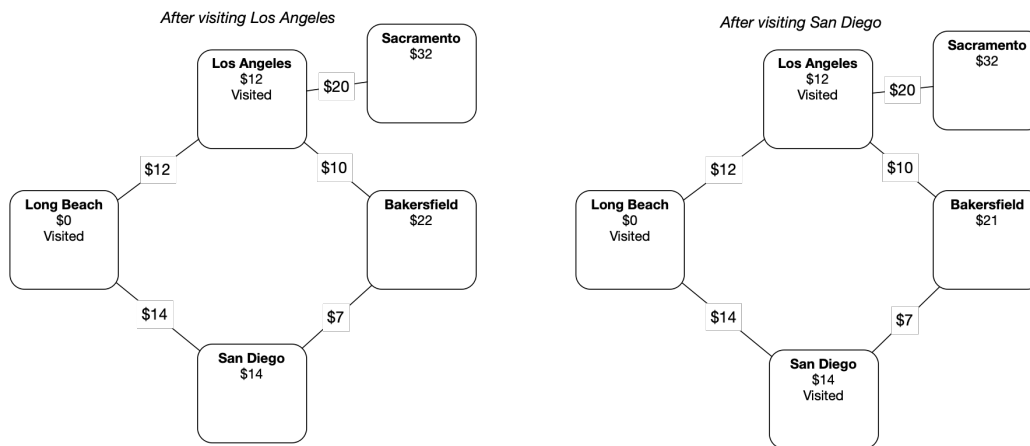 After visiting Los Angeles
Sacramento
$32
Los Angeles
$12
Visited
$20
$12
$10
Long Beach
$0
Visited
Bakersfield
$22
$14
$7
San Diego
$14
After visiting San Diego
Sacramento
$32
Los Angeles
$12
Visited
$20
$12
$10
Long Beach
$0
Visited
Bakersfield
$21
$14
$7
San Diego
$14
Visited